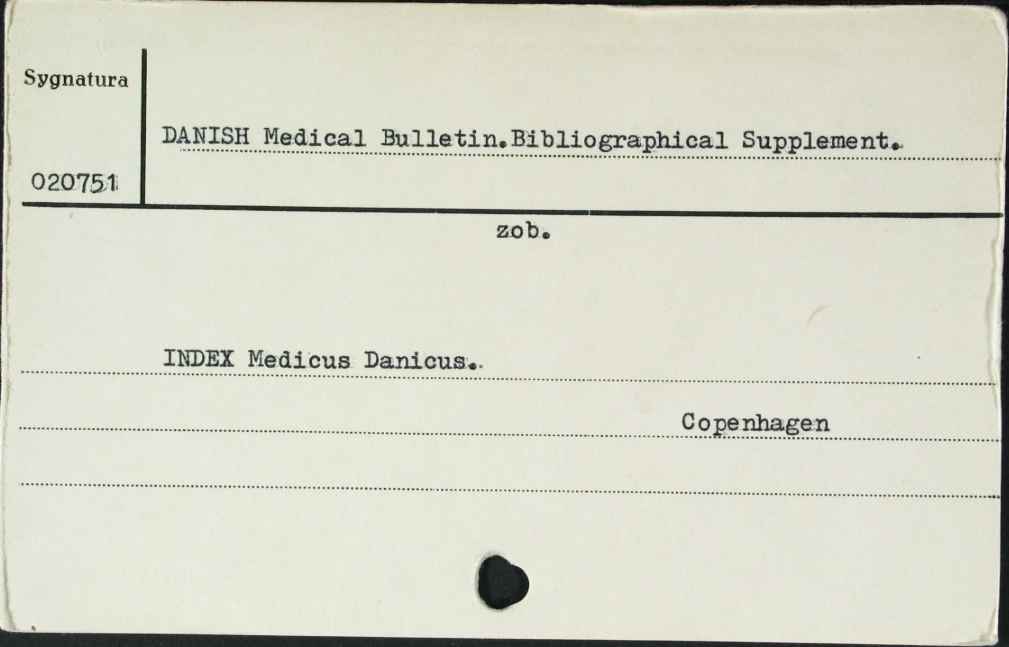 Sygnatura
DANISH Medical Bulletin.Bibliographical Supplement.
020751
zob.
INDEX Medicus Danicus.
Copenhagen